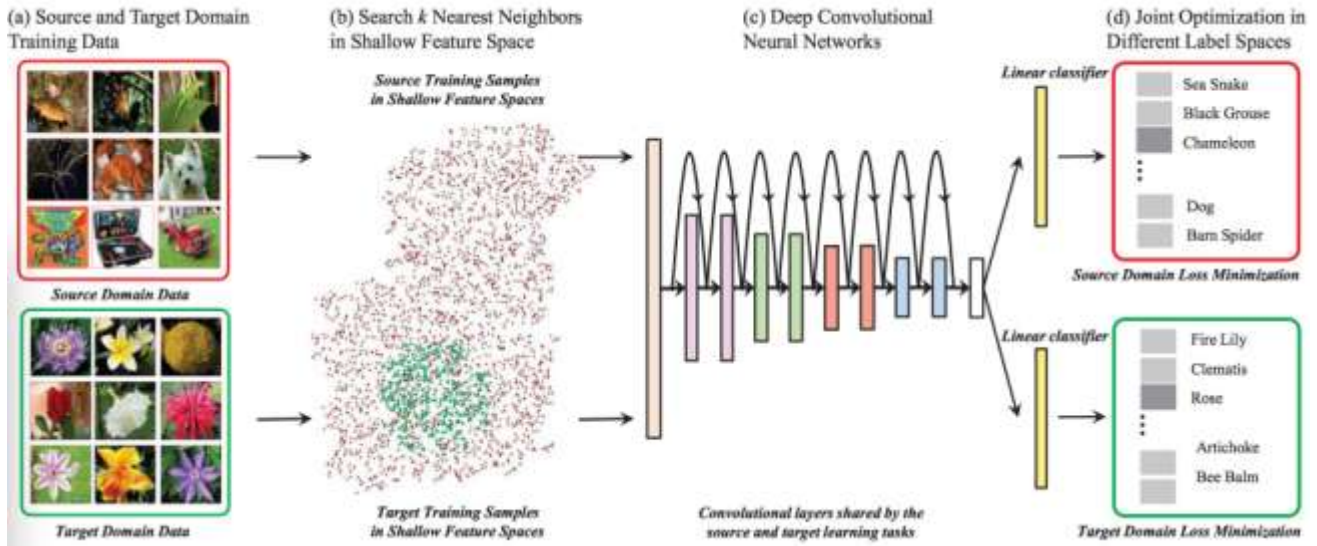 (a) Source and Target Domain
Training Data
(b) Search k Nearest Neighbors
in Shallow Feature Space
(c) Deep Convolutional
Neural Networks
(d) Joint Optimization in
Different Label Spaces
Source Training Samples
in Shallow Feature Spaces
Linear classifier
Sea Snake
Black Grouse
Chameleon
Dog
Barn Spider
Source Domain Data
Source Domain Loss Minimization
Linear classifier
Fire Lily
Clematis
Rose
Artichoke
Bee Balm
Target Domain Data
Target Training Samples
in Shallow Feature Spaces
Convolutional layers shared by the
source and target learning tasks
Target Domain Loss Minimization